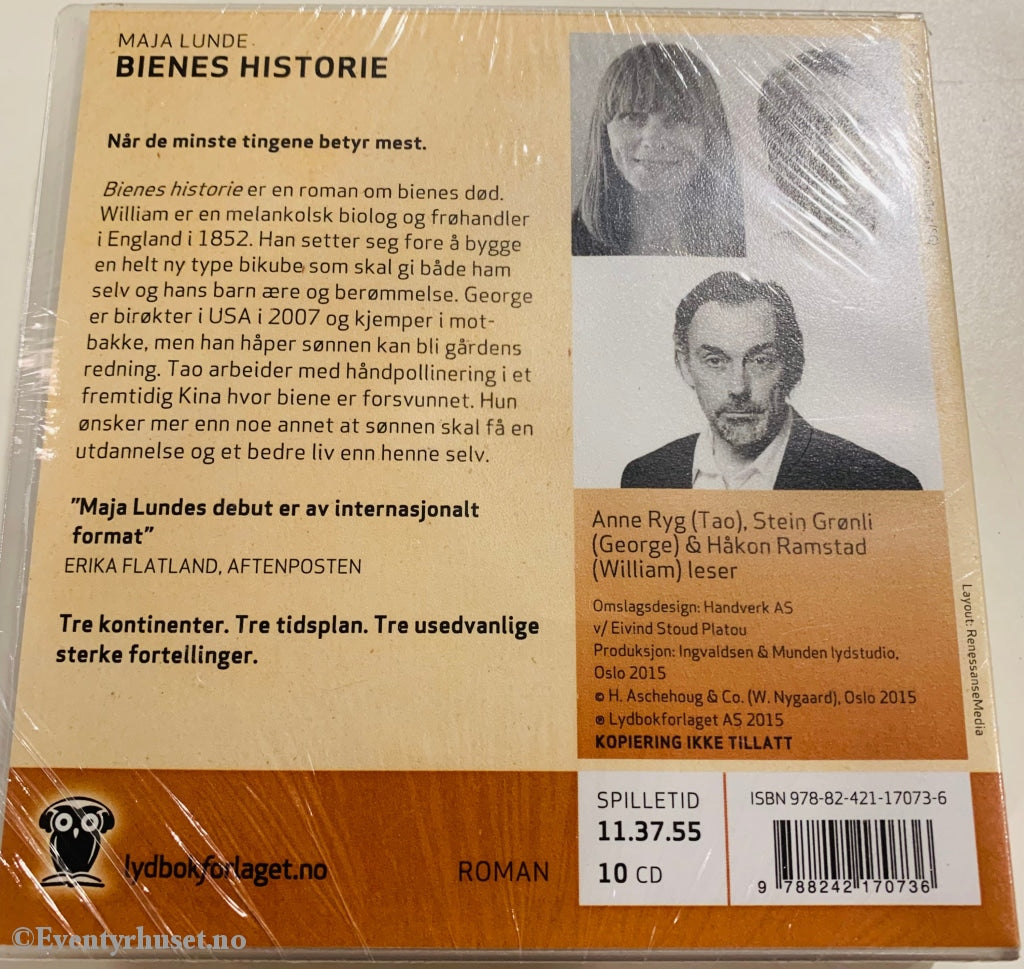 MAJA LUNDE
BIENES HISTORIE
Når de minste tingene betyr mest.
Bienes historie er en roman om bienes død.
William er en melankolsk biolog og frøhandler
i England i 1852. Han setter seg fore å bygge
en helt ny type bikube som skal gi både ham
selv og hans barn ære og berømmelse. George
er birøkter i USA i 2007 og kjemper i mot-
bakke, men han håper sønnen kan bli gårdens
redning. Tao arbeider med håndpollinering i et
fremtidig Kina hvor biene er forsvunnet. Hun
ønsker mer enn noe annet at sønnen skal få en
utdannelse og et bedre liv enn henne selv.
"Maja Lundes debut er av internasjonalt
format"
ERIKA FLATLAND, AFTENPOSTEN
Tre kontinenter. Tre tidsplan. Tre usedvanlige
sterke fortellinger.
Anne Ryg (Tao), Stein Grønli
(George) & Håkon Ramstad
(William) leser
Omslagsdesign: Handverk AS
v/ Eivind Stoud Platou
Produksjon: Ingvaldsen & Munden lydstudio,
Oslo 2015
© H. Aschehoug & Co. (W. Nygaard), Oslo 2015
℗ Lydbokforlaget AS 2015
KOPIERING IKKE TILLATT
Layout: RenessanseMedia
lydbokforlaget.no
ROMAN
SPILLETID
11.37.55
10 CD
ISBN 978-82-421-17073-6
9 788242 170736
©Eventyrhuset.no